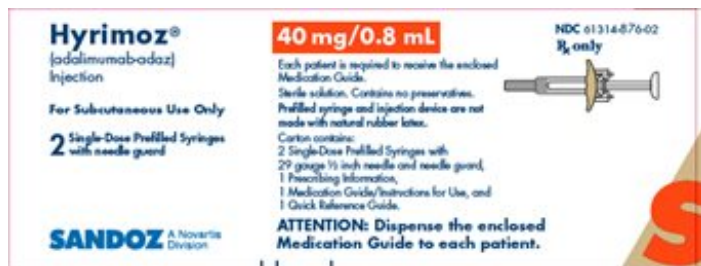 Hyrimoz®
(adalimumab-adaz)
Injection
For Subcutaneous Use Only
2 Single-Dose Prefilled Syringes
with needle guard
SANDOZ A Novartis
Division
40 mg/0.8 mL
Each patient is required to receive the enclosed
Medication Guide.
Sterile solution. Contains no preservatives.
Prefilled syringe and injection device are not
made with natural rubber latex.
Carton contains:
2 Single-Dose Prefilled Syringes with
29 gauge ½ inch needle and needle guard,
1 Prescribing Information,
1 Medication Guide/Instructions for Use, and
1 Quick Reference Guide.
ATTENTION: Dispense the enclosed
Medication Guide to each patient.
NDC 61314-876-02
℞ only
S